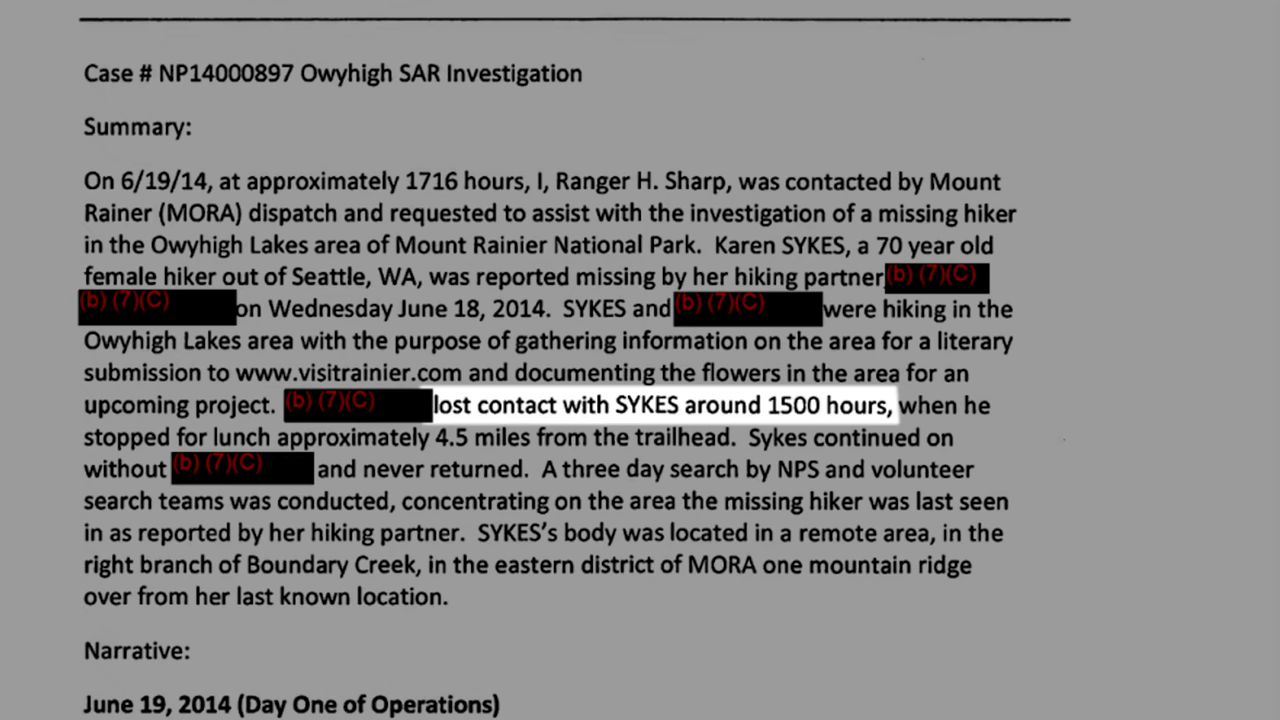 Case # NP14000897 Owyhigh SAR Investigation
Summary:
On 6/19/14, at approximately 1716 hours, I, Ranger H. Sharp, was contacted by Mount
Rainer (MORA) dispatch and requested to assist with the investigation of a missing hiker
in the Owyhigh Lakes area of Mount Rainier National Park. Karen SYKES, a 70 year old
female hiker out of Seattle, WA, was reported missing by her hiking partner (b) (7)(C)
(b) (7)(C) on Wednesday June 18, 2014. SYKES and (b) (7)(C) were hiking in the
Owyhigh Lakes area with the purpose of gathering information on the area for a literary
submission to www.visitrainier.com and documenting the flowers in the area for an
upcoming project. (b) (7)(C) lost contact with SYKES around 1500 hours, when he
stopped for lunch approximately 4.5 miles from the trailhead. Sykes continued on
without (b) (7)(C) and never returned. A three day search by NPS and volunteer
search teams was conducted, concentrating on the area the missing hiker was last seen
in as reported by her hiking partner. SYKES's body was located in a remote area, in the
right branch of Boundary Creek, in the eastern district of MORA one mountain ridge
over from her last known location.
Narrative:
June 19, 2014 (Day One of Operations)